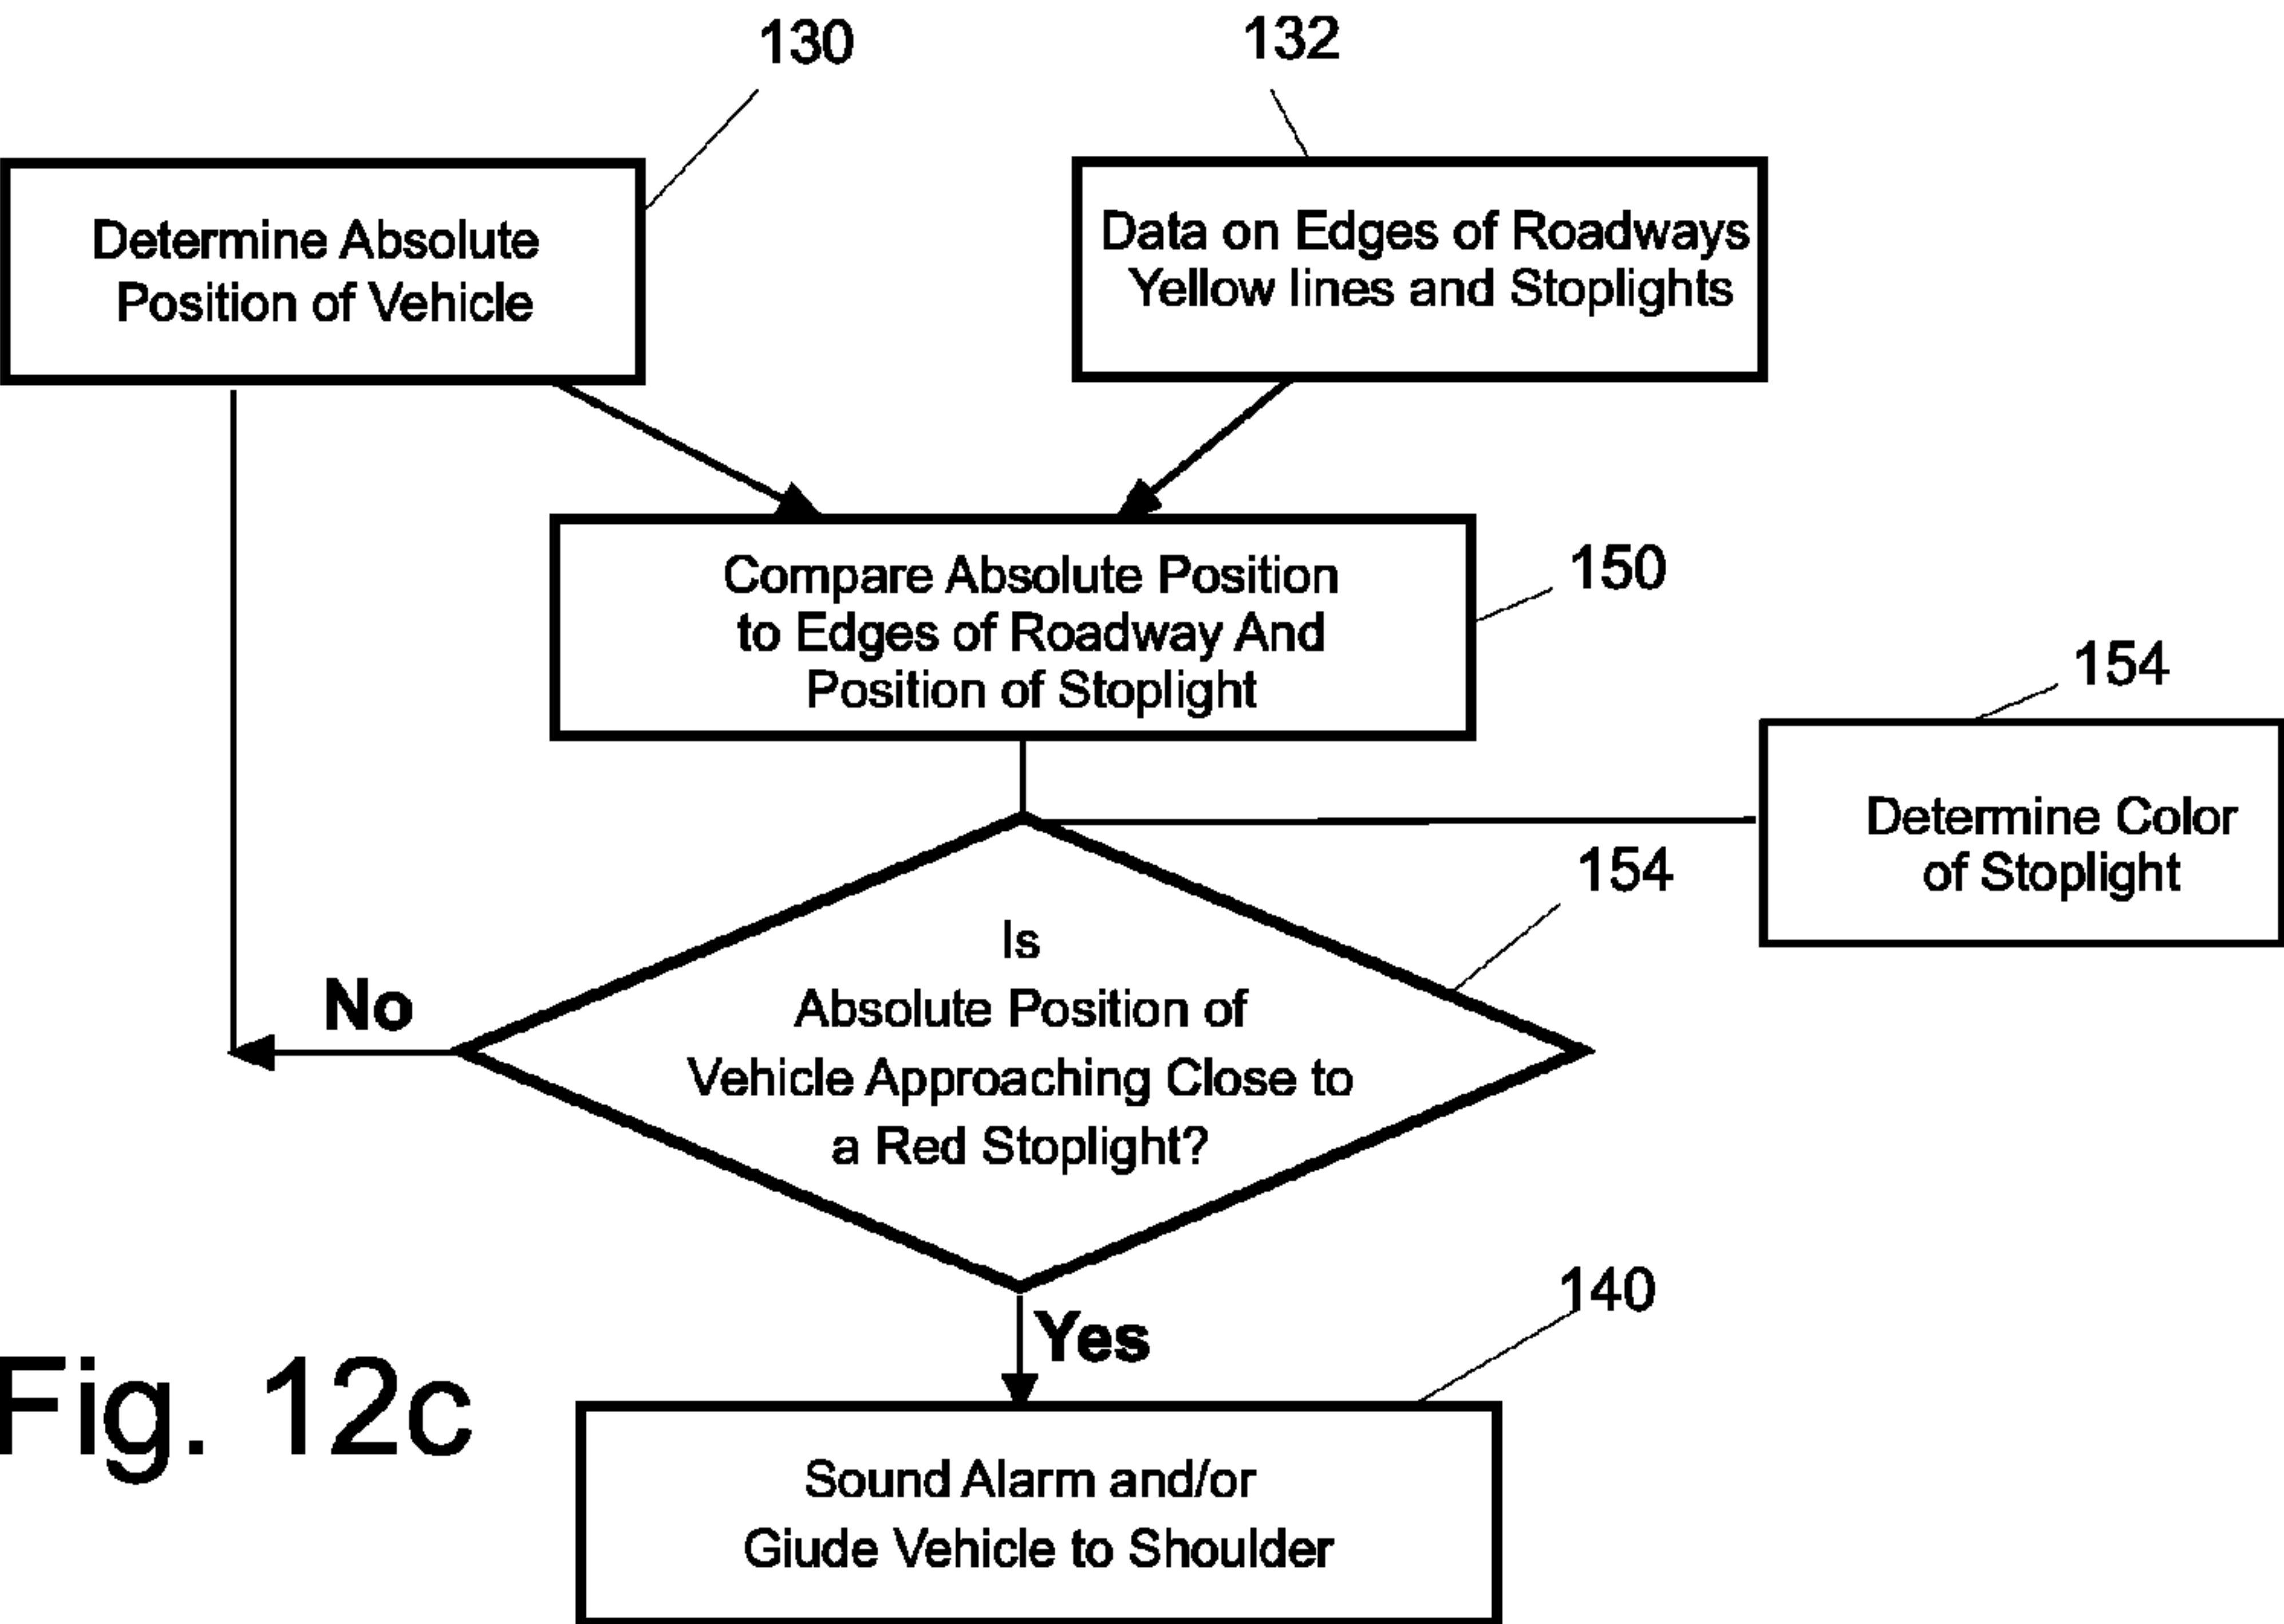 130
132
Determine Absolute
Position of Vehicle
Data on Edges of Roadways
Yellow lines and Stoplights
Compare Absolute Position
to Edges of Roadway And
Position of Stoplight
150
154
Determine Color
of Stoplight
154
Is
Absolute Position of
Vehicle Approaching Close to
a Red Stoplight?
No
Yes
140
Sound Alarm and/or
Giude Vehicle to Shoulder
Fig. 12c